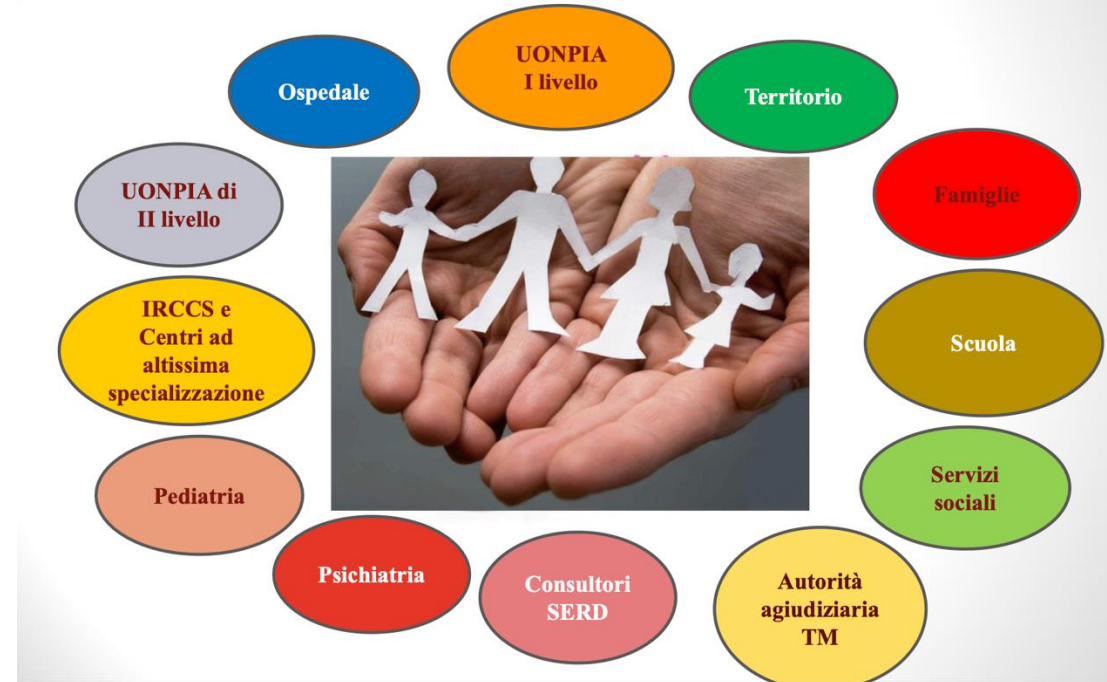 UONPIA
I livello
Ospedale
Territorio
UONPIA di
II livello
Famiglie
IRCCS e
Centri ad
altissima
specializzazione
Scuola
Pediatria
Servizi
sociali
Psichiatria
Consultori
SERD
Autorità
agiudiziaria
TM